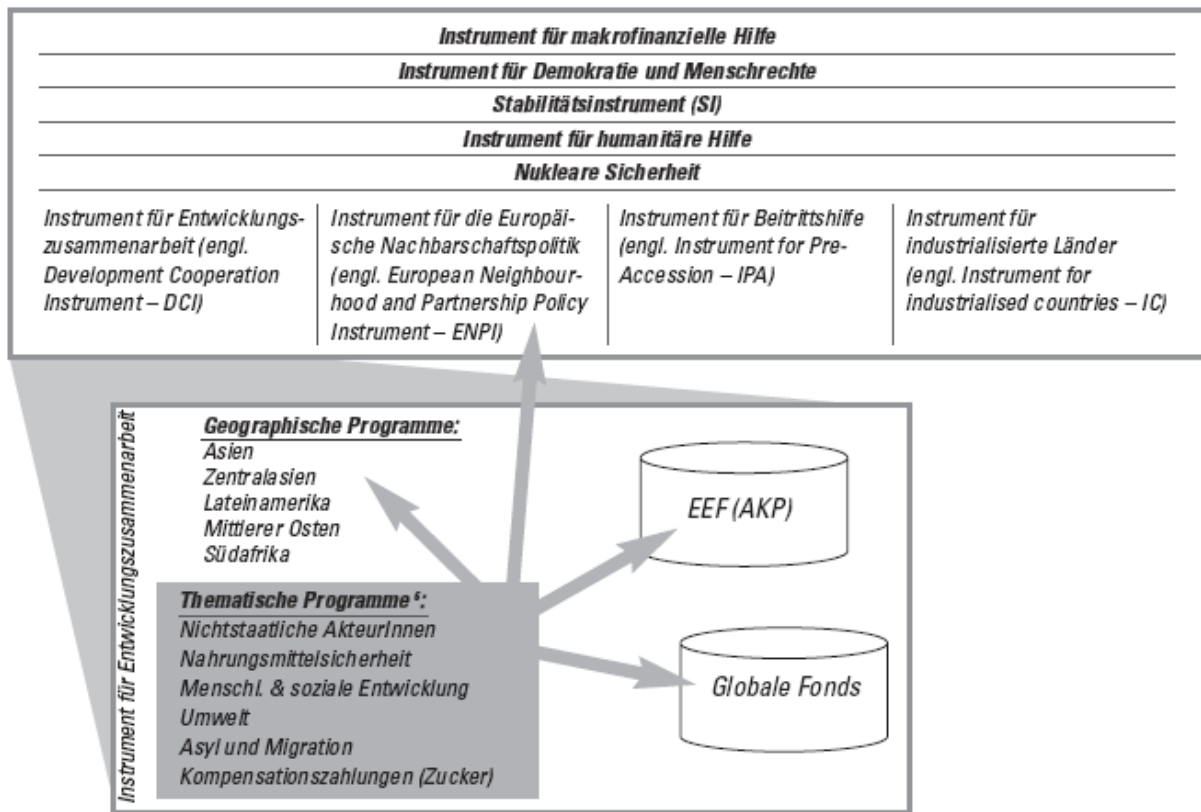 Instrument für makrofinanzielle Hilfe
Instrument für Demokratie und Menschrechte
Stabilitätsinstrument (SI)
Instrument für humanitäre Hilfe
Nukleare Sicherheit
Instrument für Entwicklungs-
zusammenarbeit (engl.
Development Cooperation
Instrument – DCI)
Instrument für die Europäi-
sche Nachbarschaftspolitik
(engl. European Neighbour-
hood and Partnership Policy
Instrument – ENPI)
Instrument für Beitrittshilfe
(engl. Instrument for Pre-
Accession – IPA)
Instrument für
industrialisierte Länder
(engl. Instrument for
industrialised countries – IC)
Instrument für Entwicklungszusammenarbeit
Geographische Programme:
Asien
Zentralasien
Lateinamerika
Mittlerer Osten
Südafrika
Thematische Programme⁶:
Nichtstaatliche AkteurInnen
Nahrungsmittelsicherheit
Menschl. & soziale Entwicklung
Umwelt
Asyl und Migration
Kompensationszahlungen (Zucker)
EEF (AKP)
Globale Fonds